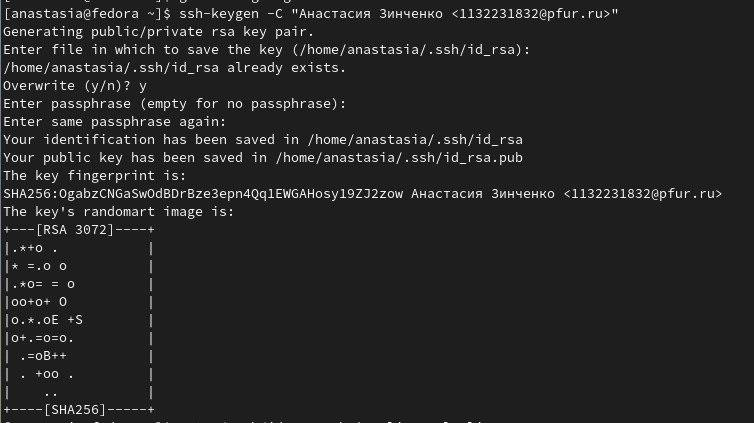 [anastasia@fedora ~]$ ssh-keygen -C "Анастасия Зинченко <1132231832@pfur.ru>"
Generating public/private rsa key pair.
Enter file in which to save the key (/home/anastasia/.ssh/id_rsa):
/home/anastasia/.ssh/id_rsa already exists.
Overwrite (y/n)? y
Enter passphrase (empty for no passphrase):
Enter same passphrase again:
Your identification has been saved in /home/anastasia/.ssh/id_rsa
Your public key has been saved in /home/anastasia/.ssh/id_rsa.pub
The key fingerprint is:
SHA256:OgabzCNGaSwOdBDrBze3epn4Qq1EWGAHosy19ZJ2zow Анастасия Зинченко <1132231832@pfur.ru>
The key's randomart image is:
+---[RSA 3072]----+
|.*+o .           |
|* =.o o          |
|.*o= = o         |
|oo+o+ O          |
|o.*.oE +S        |
|o+.=o=o.         |
| .=oB++          |
| . +oo .         |
|    ..           |
+----[SHA256]-----+